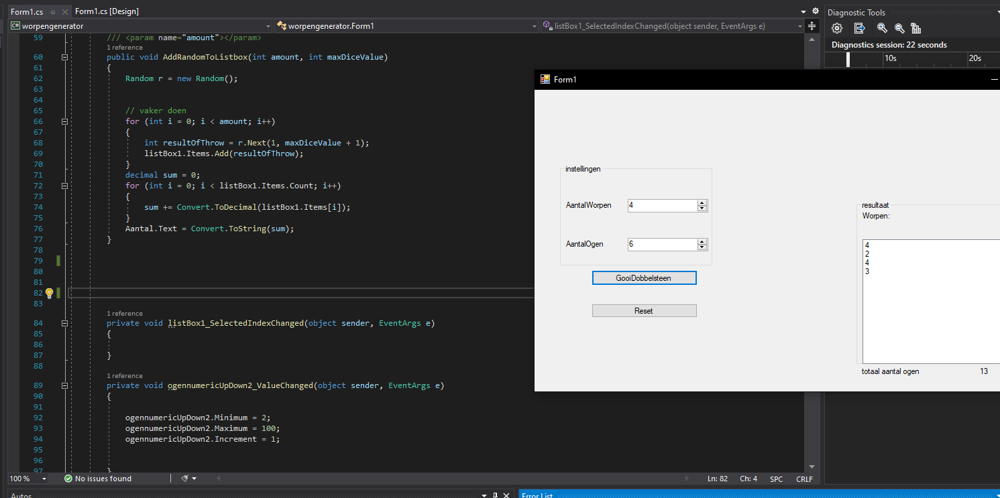 Form1.cs
Form1.cs [Design]
Diagnostic Tools
C# worpengenerator
worpengenerator.Form1
listBox1_SelectedIndexChanged(object sender, EventArgs e)
Diagnostics session: 22 seconds
10s
20s
59 /// <param name="amount"></param>
1 reference
60 public void AddRandomToListbox(int amount, int maxDiceValue)
61 {
62 Random r = new Random();
63
64
65 // vaker doen
66 for (int i = 0; i < amount; i++)
67 {
68 int resultOfThrow = r.Next(1, maxDiceValue + 1);
69 listBox1.Items.Add(resultOfThrow);
70 }
71 decimal sum = 0;
72 for (int i = 0; i < listBox1.Items.Count; i++)
73 {
74 sum += Convert.ToDecimal(listBox1.Items[i]);
75 }
76 Aantal.Text = Convert.ToString(sum);
77 }
78
79
80
81
82
83
1 reference
84 private void listBox1_SelectedIndexChanged(object sender, EventArgs e)
85 {
86
87 }
88
1 reference
89 private void ogennumericUpDown2_ValueChanged(object sender, EventArgs e)
90 {
91
92 ogennumericUpDown2.Minimum = 2;
93 ogennumericUpDown2.Maximum = 100;
94 ogennumericUpDown2.Increment = 1;
95
96
97 }
Form1
instellingen
AantalWorpen 4
AantalOgen 6
GooiDobbelsteen
Reset
resultaat
Worpen:
4
2
4
3
totaal aantal ogen 13
100 %
No issues found
Ln: 82 Ch: 4 SPC CRLF
Autos
Error List